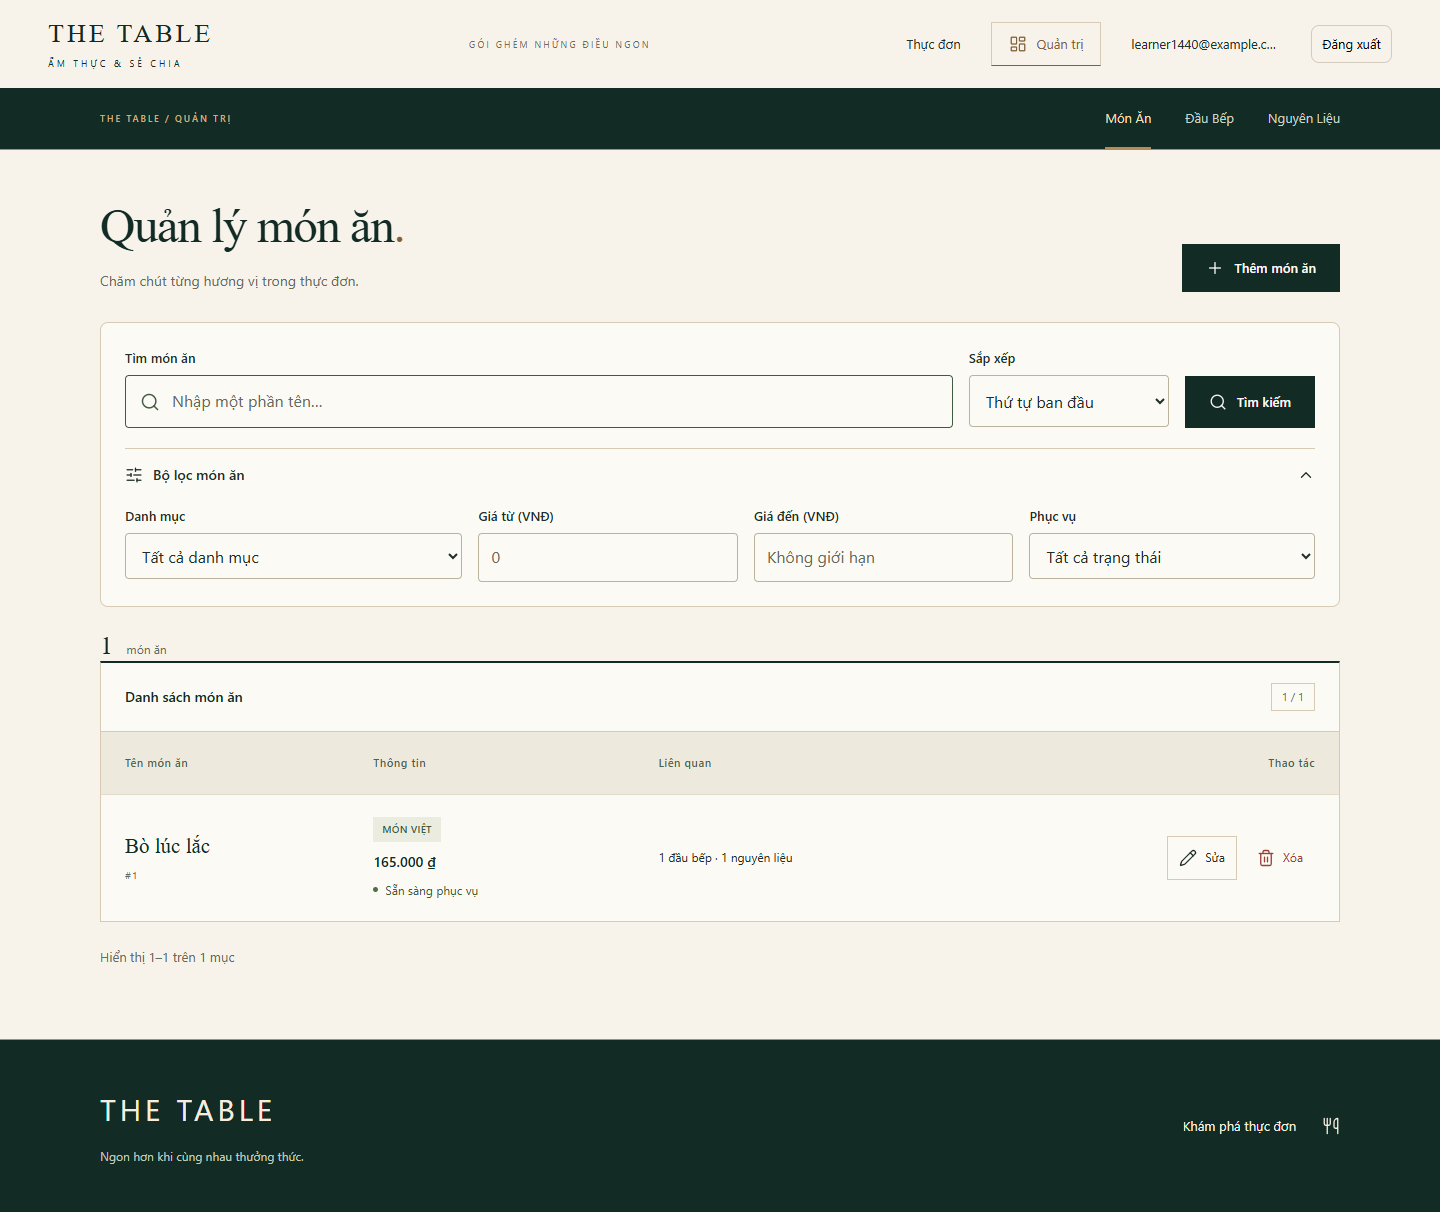 THE TABLE
ẨM THỰC & SẺ CHIA
GÓI GHÉM NHỮNG ĐIỀU NGON
Thực đơn
Quản trị
learner1440@example.c...
Đăng xuất
THE TABLE / QUẢN TRỊ
Món Ăn
Đầu Bếp
Nguyên Liệu
Quản lý món ăn.
Chăm chút từng hương vị trong thực đơn.
Thêm món ăn
Tìm món ăn
Sắp xếp
Nhập một phần tên...
Thứ tự ban đầu
Tìm kiếm
Bộ lọc món ăn
Danh mục
Giá từ (VNĐ)
Giá đến (VNĐ)
Phục vụ
Tất cả danh mục
0
Không giới hạn
Tất cả trạng thái
1 món ăn
Danh sách món ăn
1 / 1
Tên món ăn
Thông tin
Liên quan
Thao tác
Bò lúc lắc
#1
MÓN VIỆT
165.000 ₫
Sẵn sàng phục vụ
1 đầu bếp · 1 nguyên liệu
Sửa
Xóa
Hiển thị 1–1 trên 1 mục
THE TABLE
Ngon hơn khi cùng nhau thưởng thức.
Khám phá thực đơn